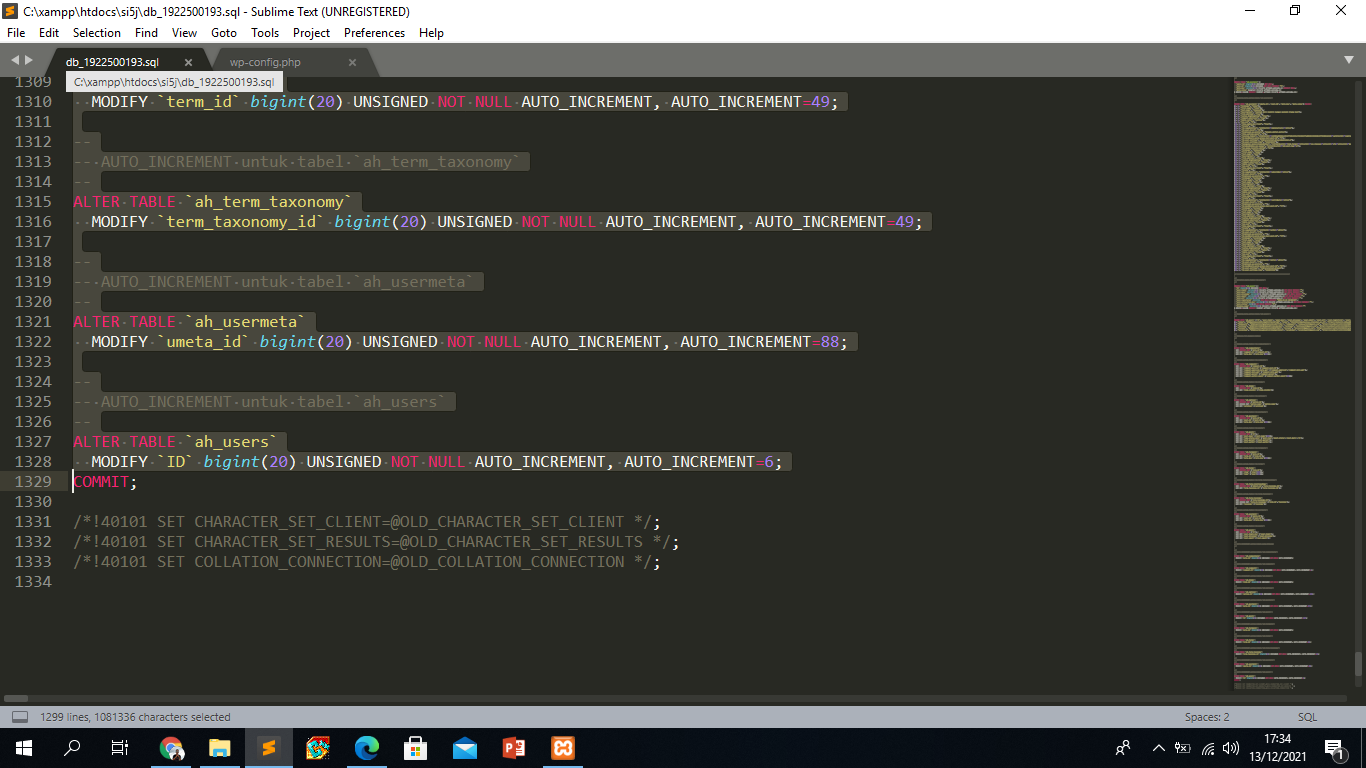 C:\xampp\htdocs\si5j\db_1922500193.sql - Sublime Text (UNREGISTERED)
File Edit Selection Find View Goto Tools Project Preferences Help
db_1922500193.sql wp-config.php
C:\xampp\htdocs\si5j\db_1922500193.sql
1309
1310 MODIFY `term_id` bigint(20) UNSIGNED NOT NULL AUTO_INCREMENT, AUTO_INCREMENT=49;
1311
1312 --
1313 -- AUTO_INCREMENT untuk tabel `ah_term_taxonomy`
1314 --
1315 ALTER TABLE `ah_term_taxonomy`
1316 MODIFY `term_taxonomy_id` bigint(20) UNSIGNED NOT NULL AUTO_INCREMENT, AUTO_INCREMENT=49;
1317
1318 --
1319 -- AUTO_INCREMENT untuk tabel `ah_usermeta`
1320 --
1321 ALTER TABLE `ah_usermeta`
1322 MODIFY `umeta_id` bigint(20) UNSIGNED NOT NULL AUTO_INCREMENT, AUTO_INCREMENT=88;
1323
1324 --
1325 -- AUTO_INCREMENT untuk tabel `ah_users`
1326 --
1327 ALTER TABLE `ah_users`
1328 MODIFY `ID` bigint(20) UNSIGNED NOT NULL AUTO_INCREMENT, AUTO_INCREMENT=6;
1329 COMMIT;
1330
1331 /*!40101 SET CHARACTER_SET_CLIENT=@OLD_CHARACTER_SET_CLIENT */;
1332 /*!40101 SET CHARACTER_SET_RESULTS=@OLD_CHARACTER_SET_RESULTS */;
1333 /*!40101 SET COLLATION_CONNECTION=@OLD_COLLATION_CONNECTION */;
1334
1299 lines, 1081336 characters selected Spaces: 2 SQL
17:34
13/12/2021
1